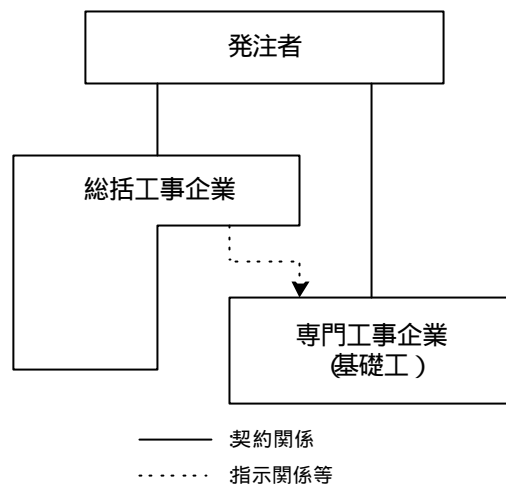 発注者
総括工事企業
専門工事企業
(基礎工)
契約関係
指示関係等